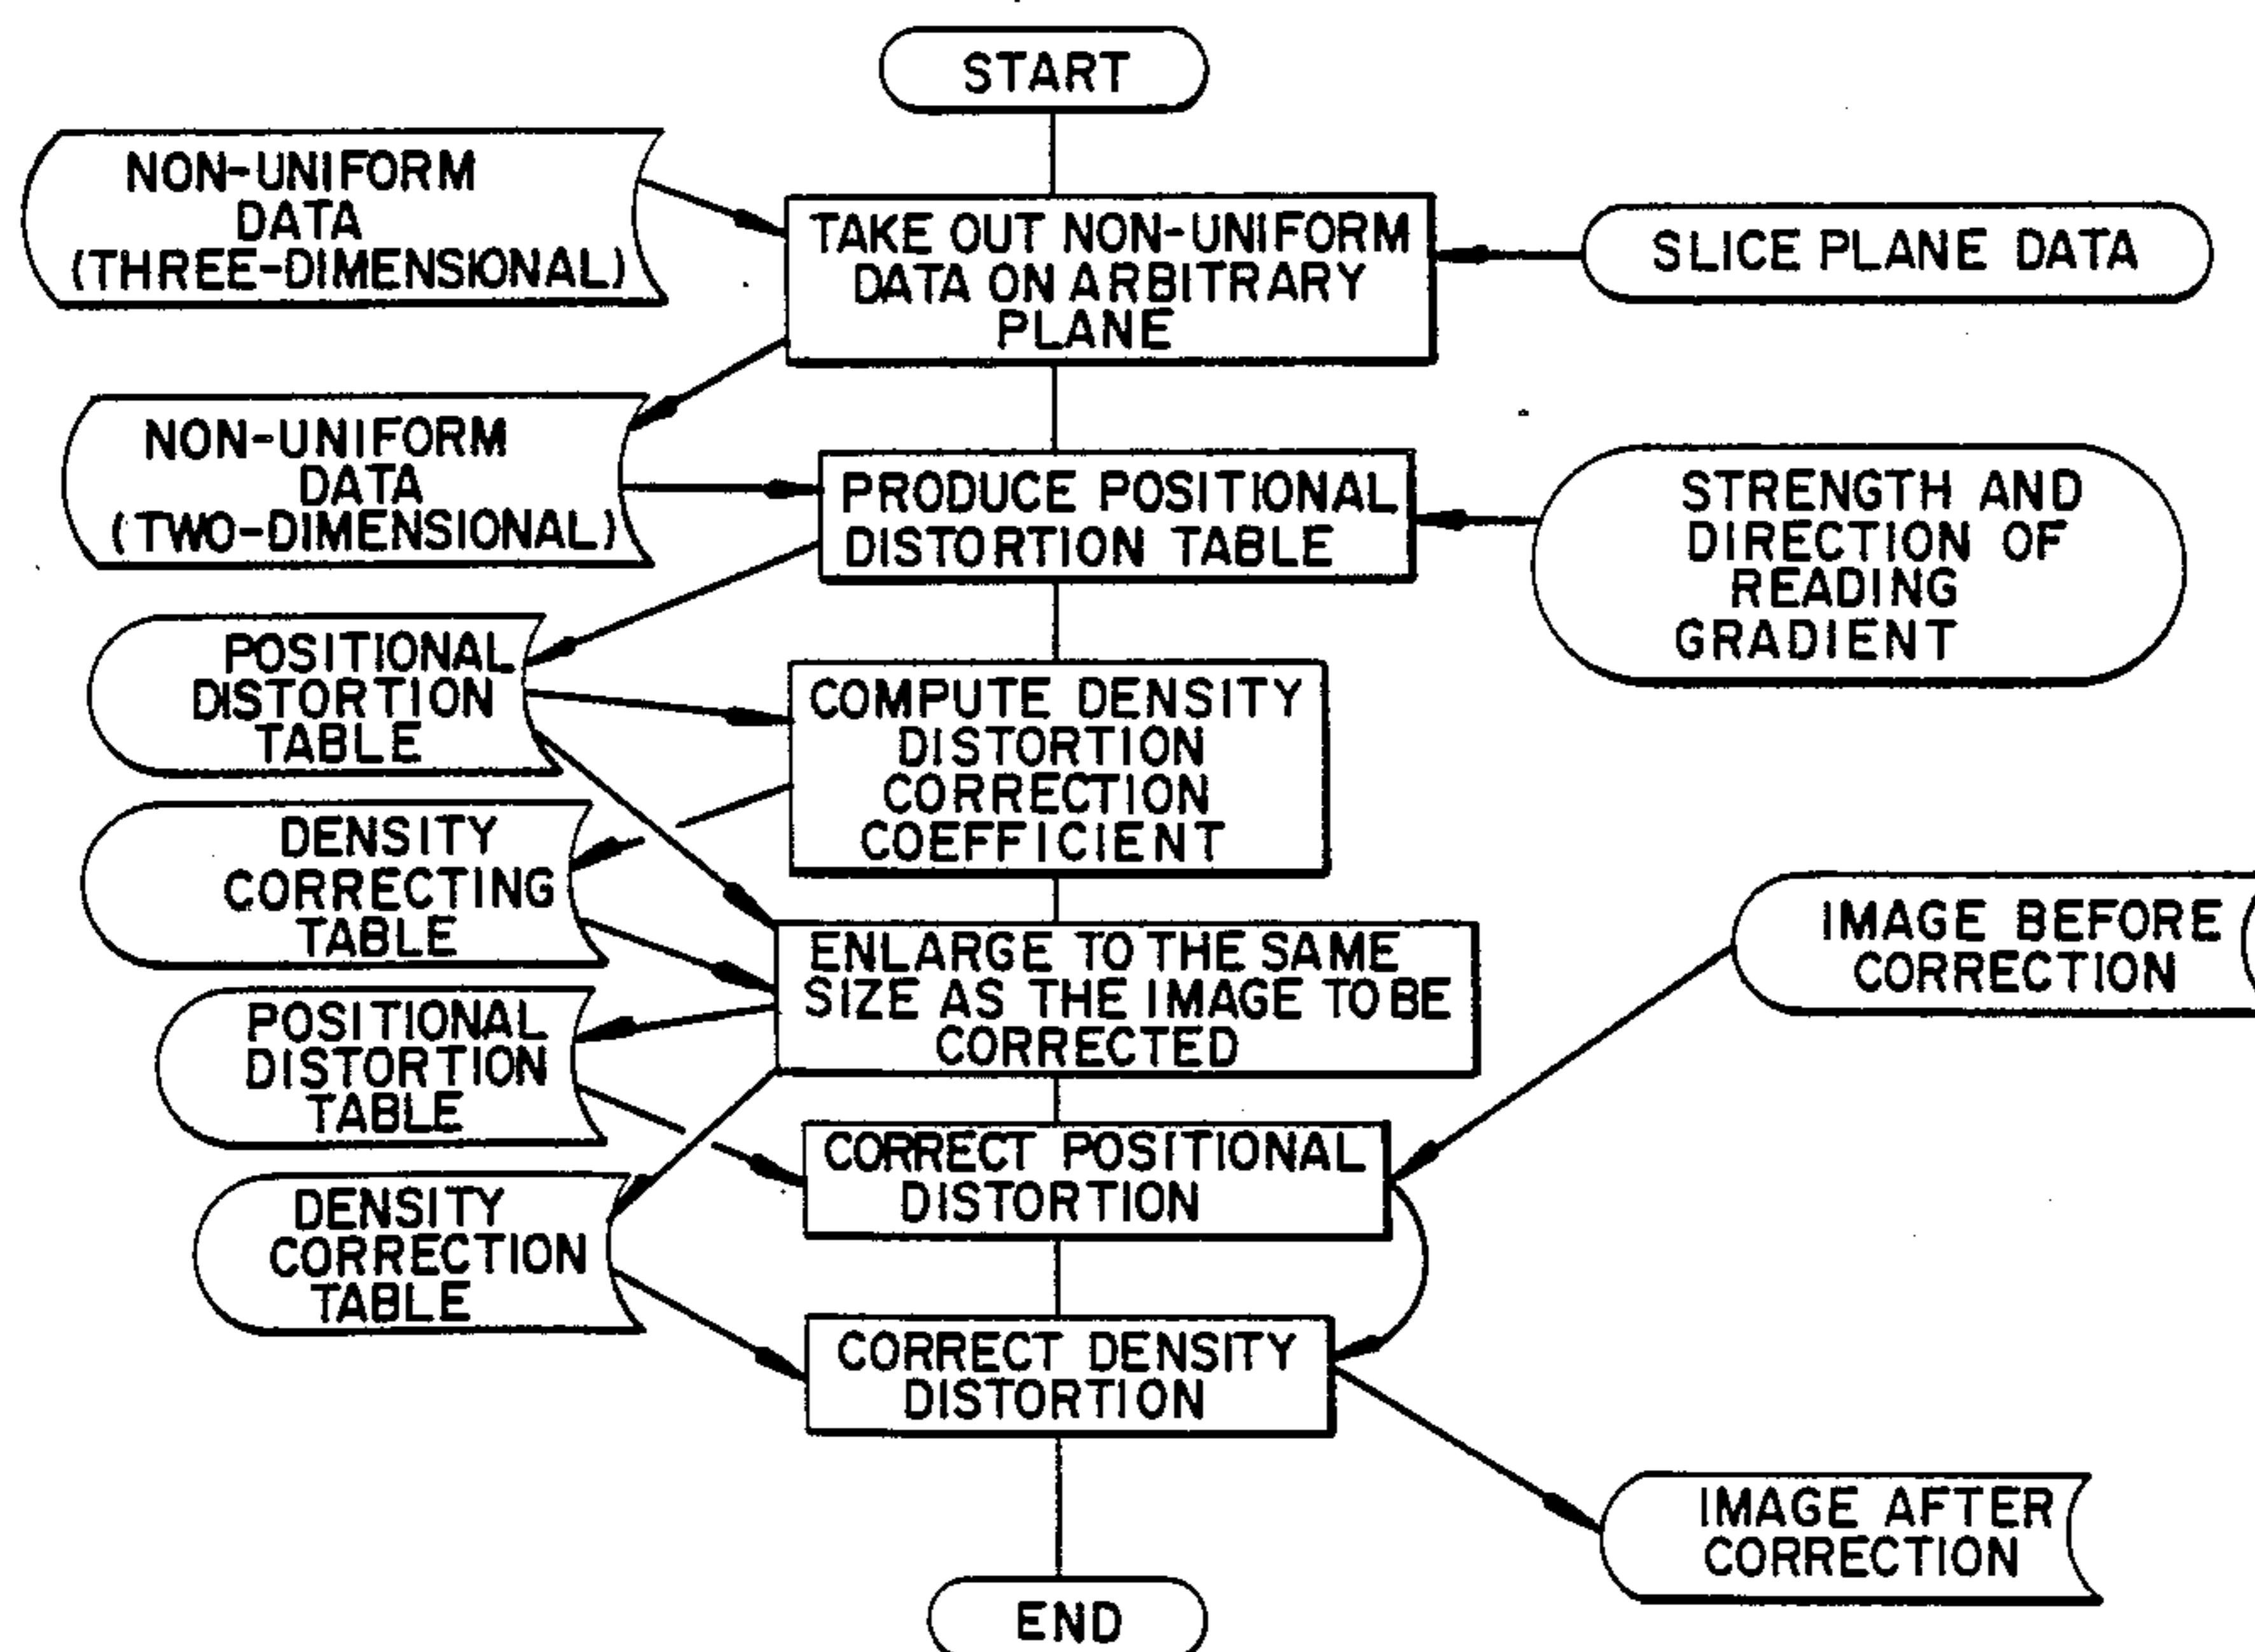 START
NON-UNIFORM
DATA
(THREE-DIMENSIONAL)
TAKE OUT NON-UNIFORM
DATA ON ARBITRARY
PLANE
SLICE PLANE DATA
NON-UNIFORM
DATA
(TWO-DIMENSIONAL)
PRODUCE POSITIONAL
DISTORTION TABLE
STRENGTH AND
DIRECTION OF
READING
GRADIENT
POSITIONAL
DISTORTION
TABLE
COMPUTE DENSITY
DISTORTION
CORRECTION
COEFFICIENT
DENSITY
CORRECTING
TABLE
ENLARGE TO THE SAME
SIZE AS THE IMAGE TO BE
CORRECTED
IMAGE BEFORE
CORRECTION
POSITIONAL
DISTORTION
TABLE
CORRECT POSITIONAL
DISTORTION
DENSITY
CORRECTION
TABLE
CORRECT DENSITY
DISTORTION
IMAGE AFTER
CORRECTION
END